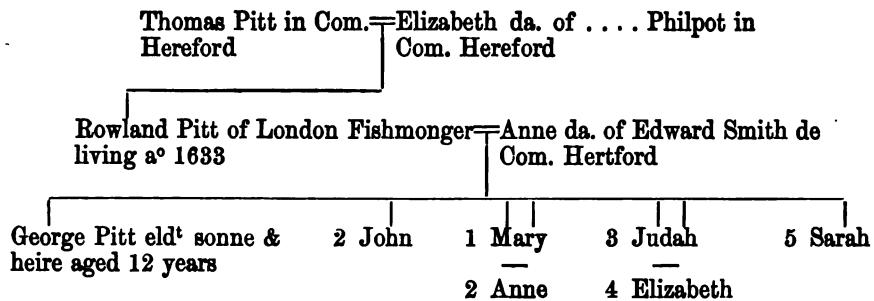 Thomas Pitt in Com.=Elizabeth da. of .... Philpot in
Hereford Com. Hereford
Rowland Pitt of London Fishmonger=Anne da. of Edward Smith de
living aº 1633 Com. Hertford
George Pitt eldᵗ sonne & 2 John 1 Mary 3 Judah 5 Sarah
heire aged 12 years
2 Anne 4 Elizabeth